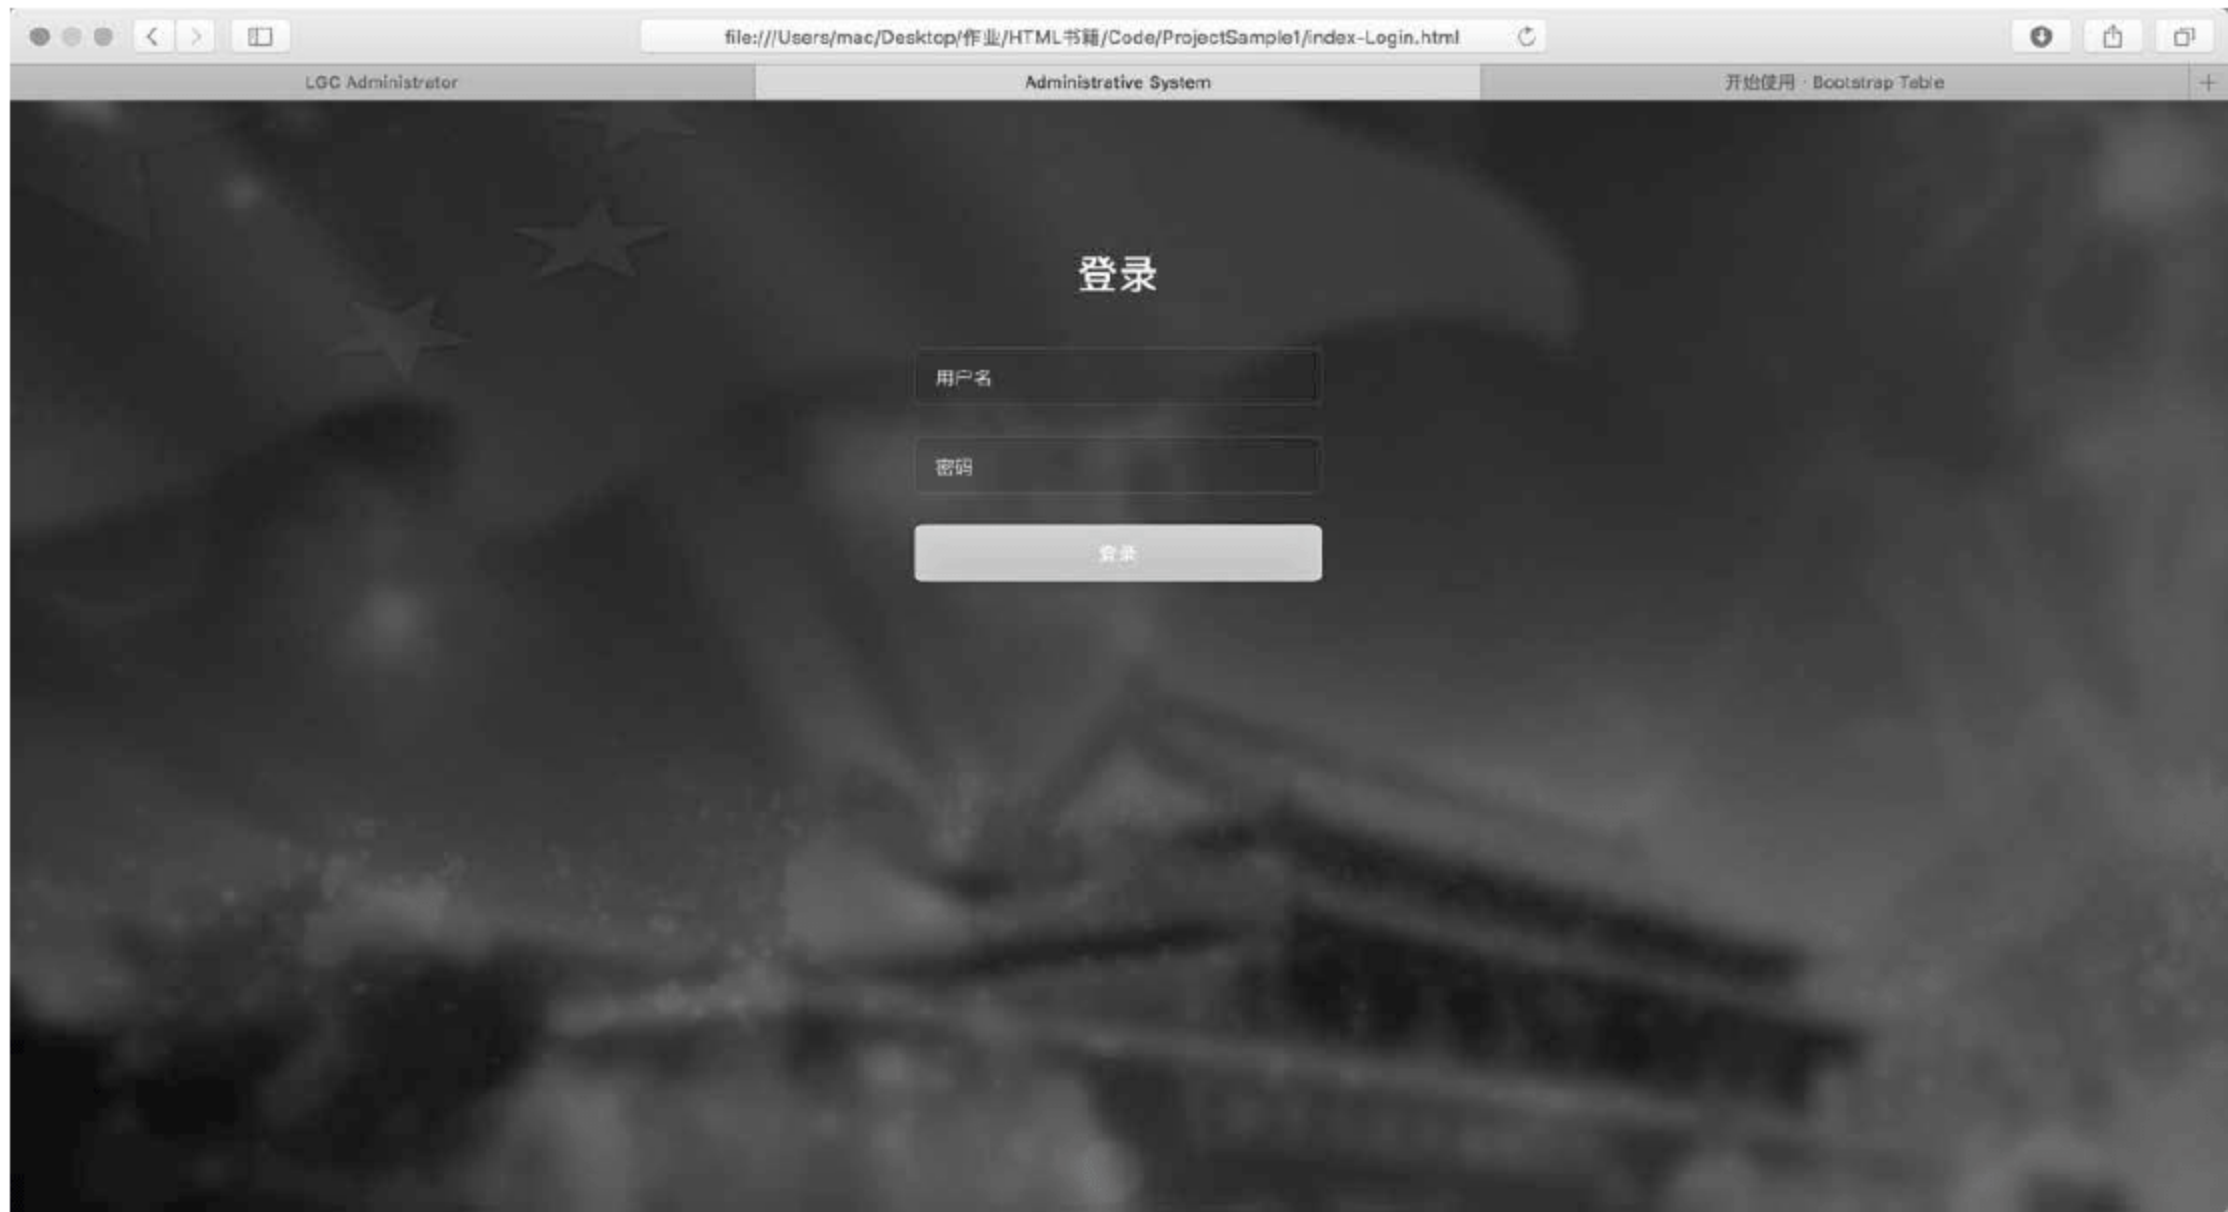 file:///Users/mac/Desktop/作业/HTML书籍/Code/ProjectSample1/index-Login.html
LGC Administrator
Administrative System
开始使用 · Bootstrap Table
登录
用户名
密码
登录